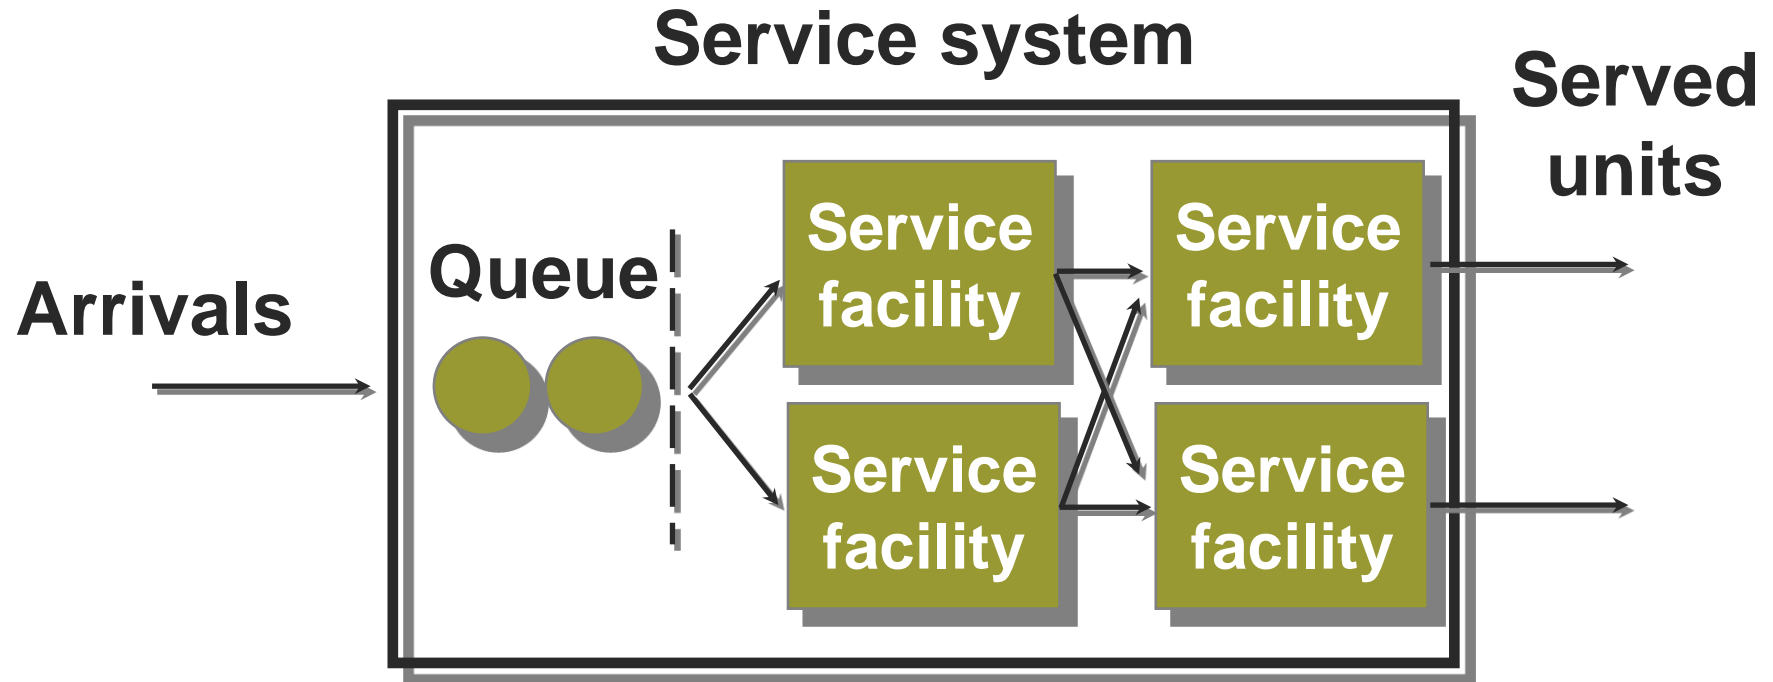 Service system
Served
units
Arrivals
Queue
Service
facility
Service
facility
Service
facility
Service
facility